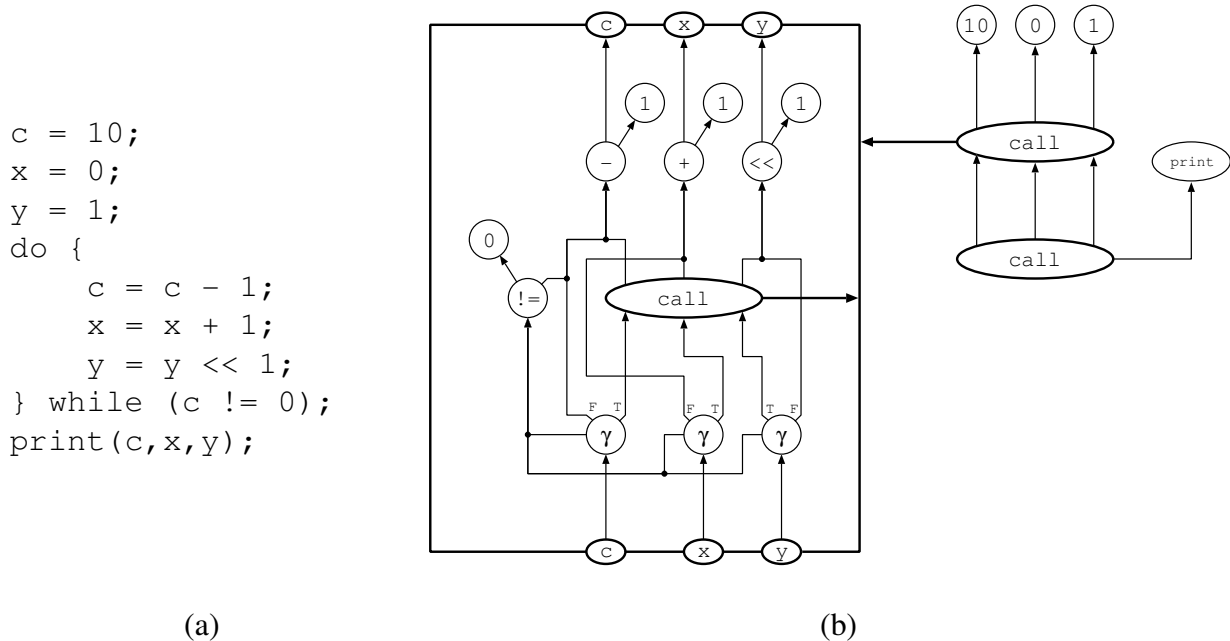 c = 10;
x = 0;
y = 1;
do {
    c = c - 1;
    x = x + 1;
    y = y << 1;
} while (c != 0);
print(c,x,y);
(a)
c x y
10 0 1
1 1 1
call
- + <<
print
0
call
!= call
F T F T T F
γ γ γ
c x y
(b)